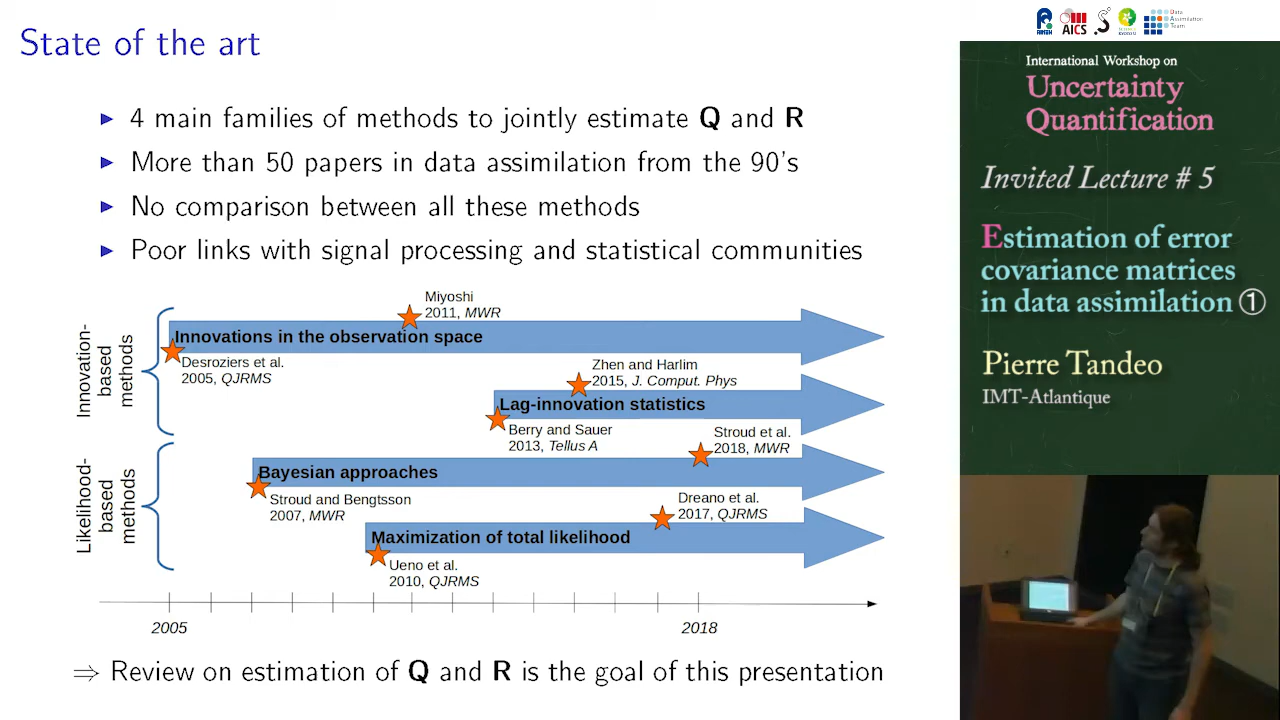 State of the art
▶ 4 main families of methods to jointly estimate Q and R
▶ More than 50 papers in data assimilation from the 90's
▶ No comparison between all these methods
▶ Poor links with signal processing and statistical communities
Innovation-
based
methods
Miyoshi
2011, MWR
Innovations in the observation space
Desroziers et al.
2005, QJRMS
Zhen and Harlim
2015, J. Comput. Phys
Lag-innovation statistics
Berry and Sauer
2013, Tellus A
Likelihood-
based
methods
Stroud et al.
2018, MWR
Bayesian approaches
Stroud and Bengtsson
2007, MWR
Dreano et al.
2017, QJRMS
Maximization of total likelihood
Ueno et al.
2010, QJRMS
2005
2018
⇒ Review on estimation of Q and R is the goal of this presentation
AICS
Data
Assimilation
Team
International Workshop on
Uncertainty
Quantification
Invited Lecture # 5
Estimation of error
covariance matrices
in data assimilation ①
Pierre Tandeo
IMT-Atlantique